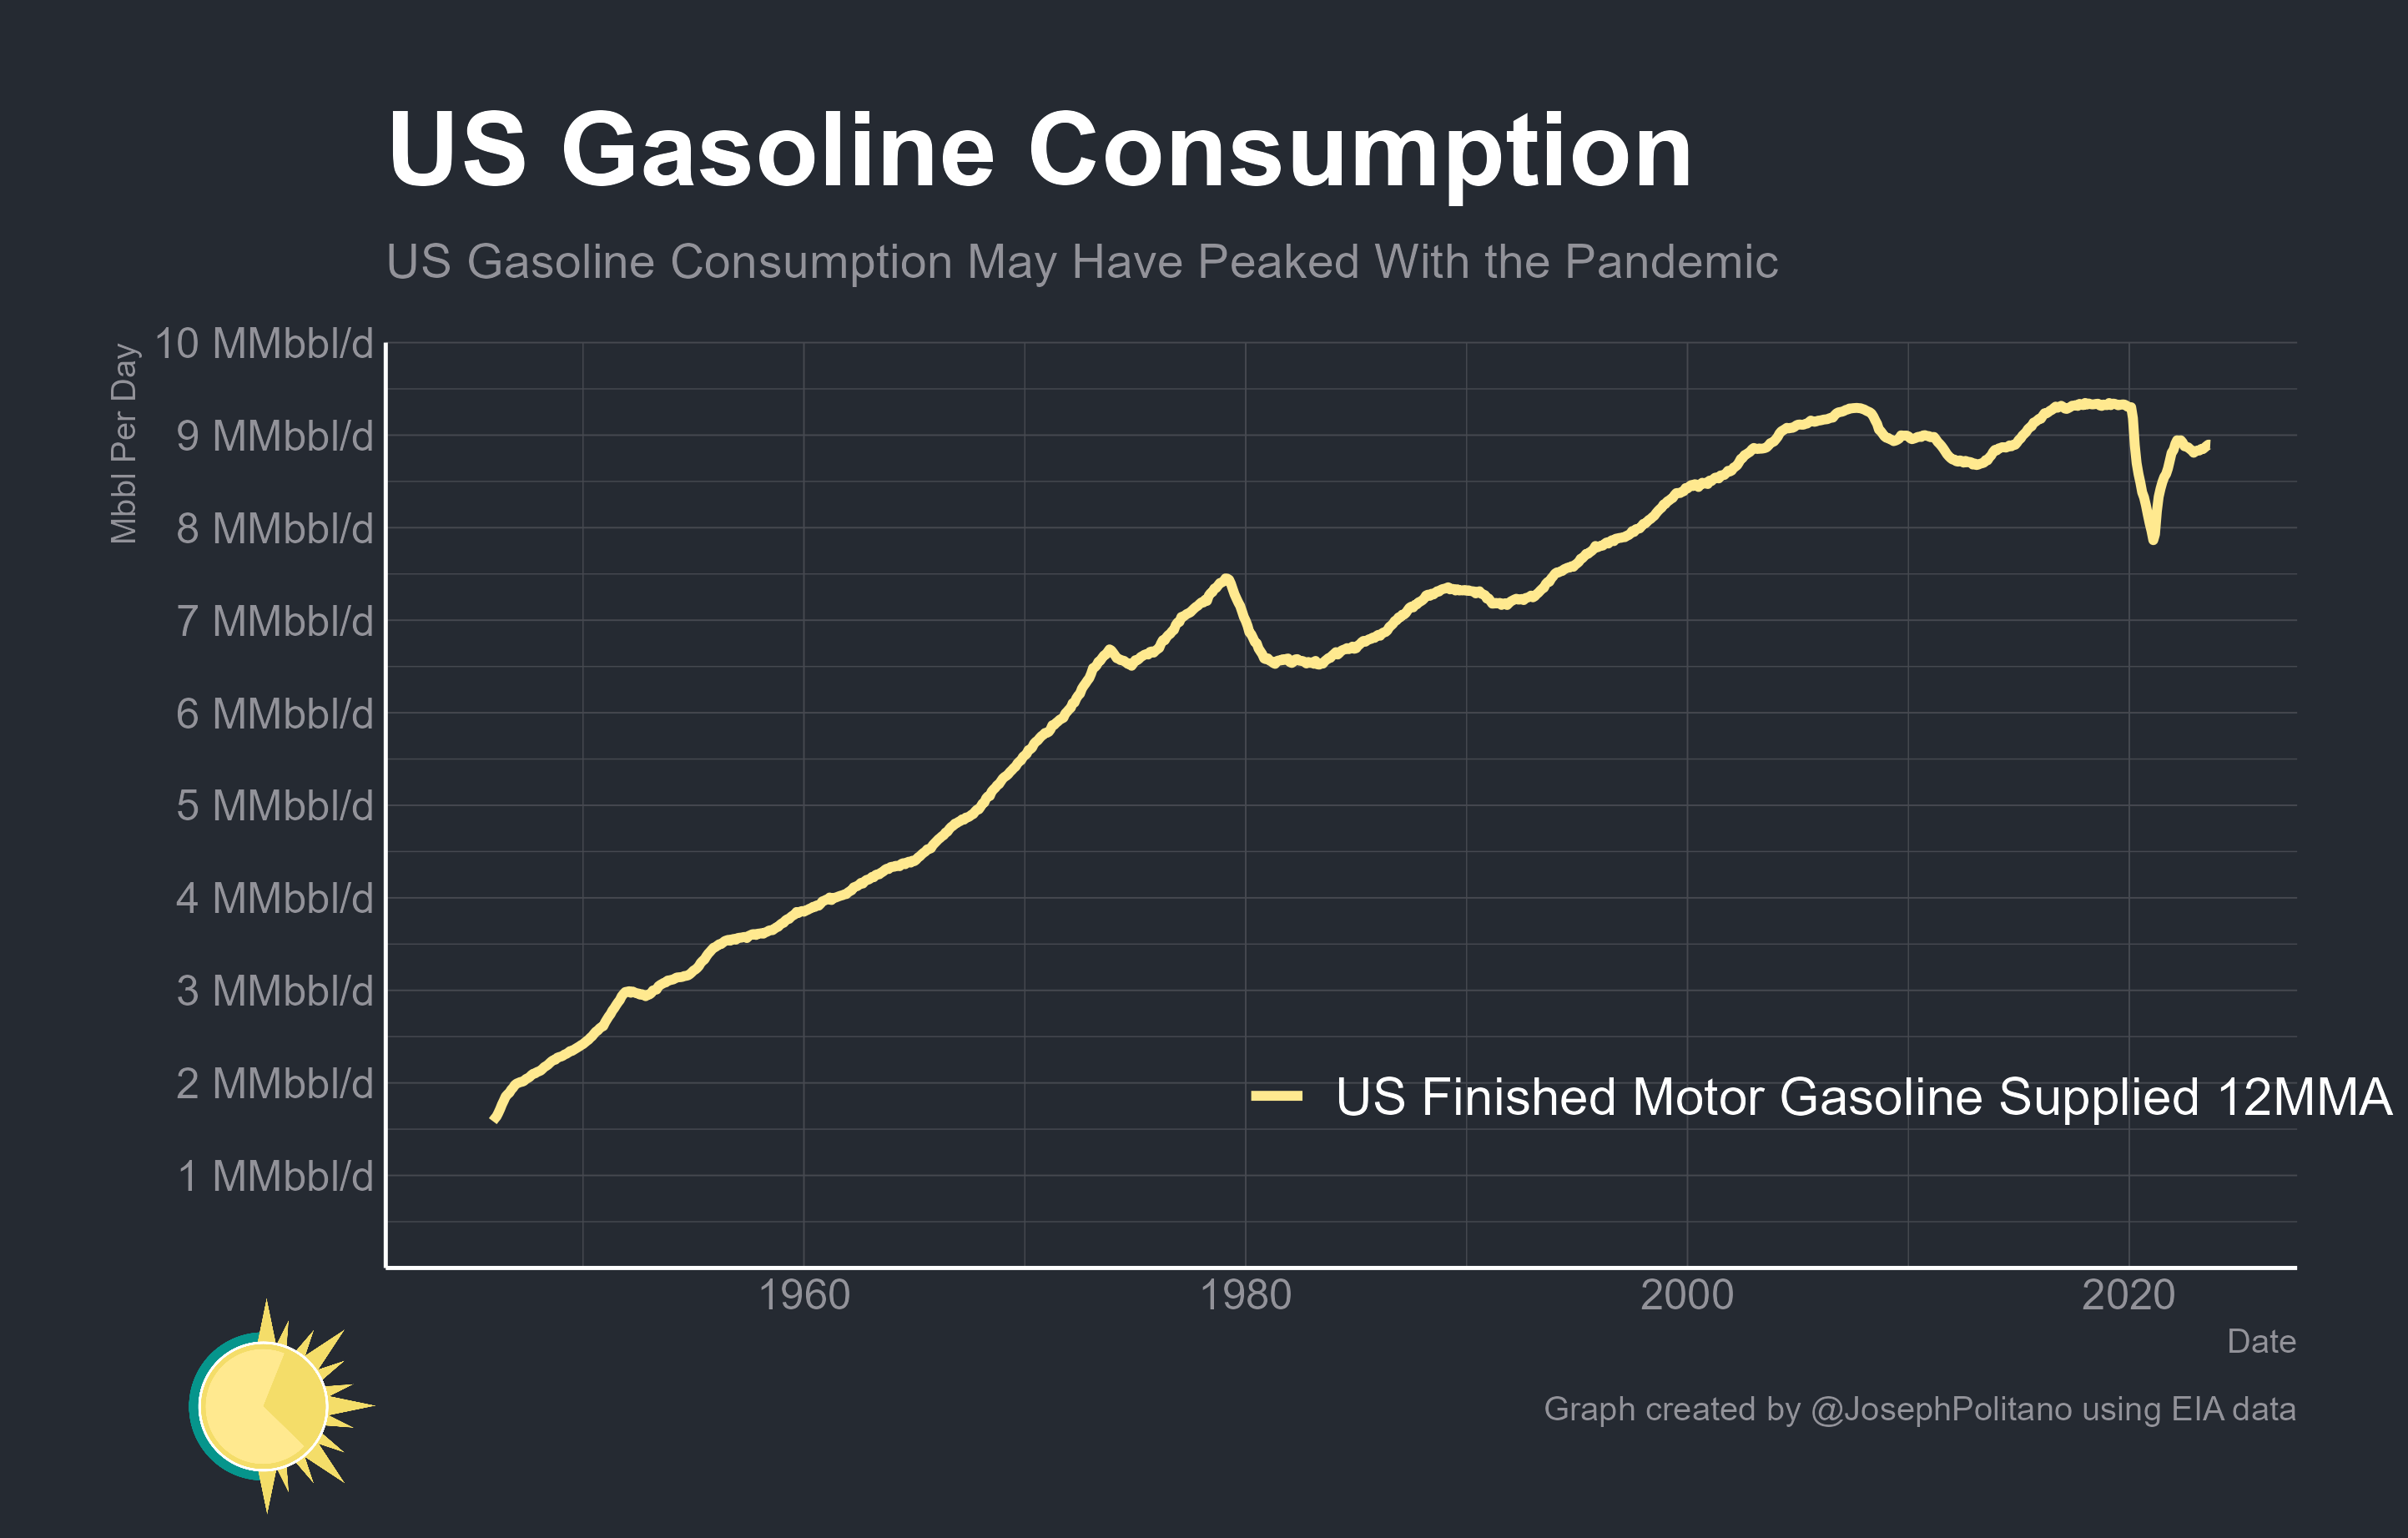 US Gasoline Consumption
US Gasoline Consumption May Have Peaked With the Pandemic
Mbbl Per Day
10 MMbbl/d
9 MMbbl/d
8 MMbbl/d
7 MMbbl/d
6 MMbbl/d
5 MMbbl/d
4 MMbbl/d
3 MMbbl/d
2 MMbbl/d
1 MMbbl/d
US Finished Motor Gasoline Supplied 12MMA
1960 1980 2000 2020
Date
Graph created by @JosephPolitano using EIA data